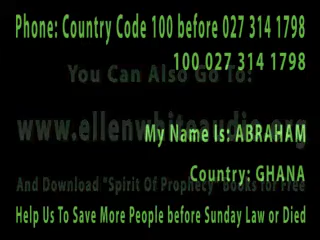 Phone: Country Code 100 before 027 314 1798
100 027 314 1798
You Can Also Go To:
www.ellenwhiteaudio.org
My Name Is: ABRAHAM
Country: GHANA
And Download "Spirit Of Prophecy" Books for Free
Help Us To Save More People before Sunday Law or Died